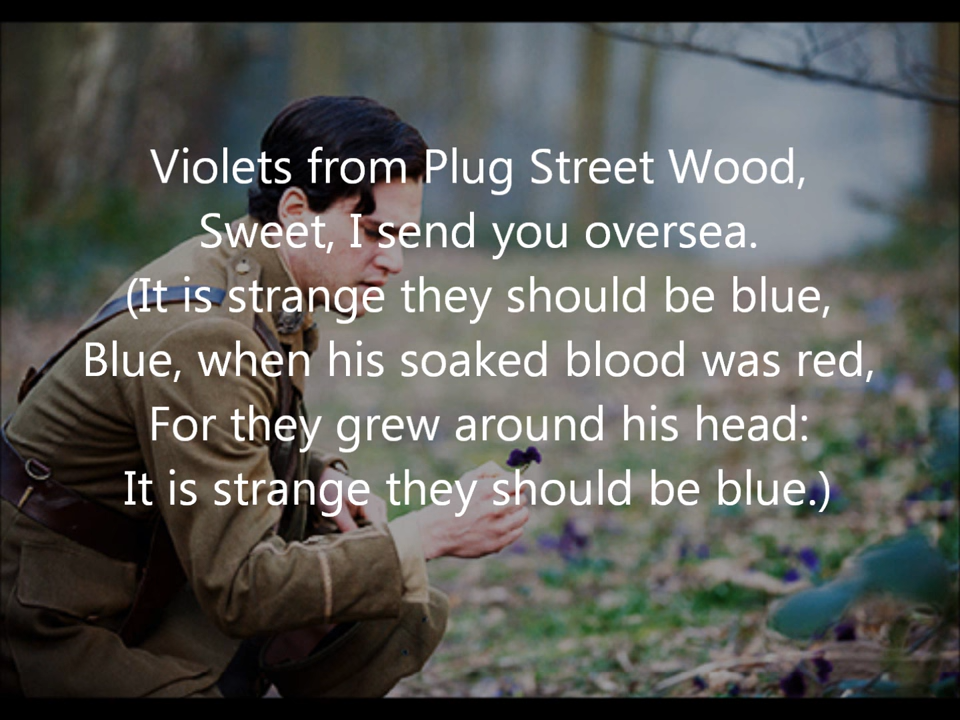 Violets from Plug Street Wood,
Sweet, I send you oversea.
(It is strange they should be blue,
Blue, when his soaked blood was red,
For they grew around his head:
It is strange they should be blue.)